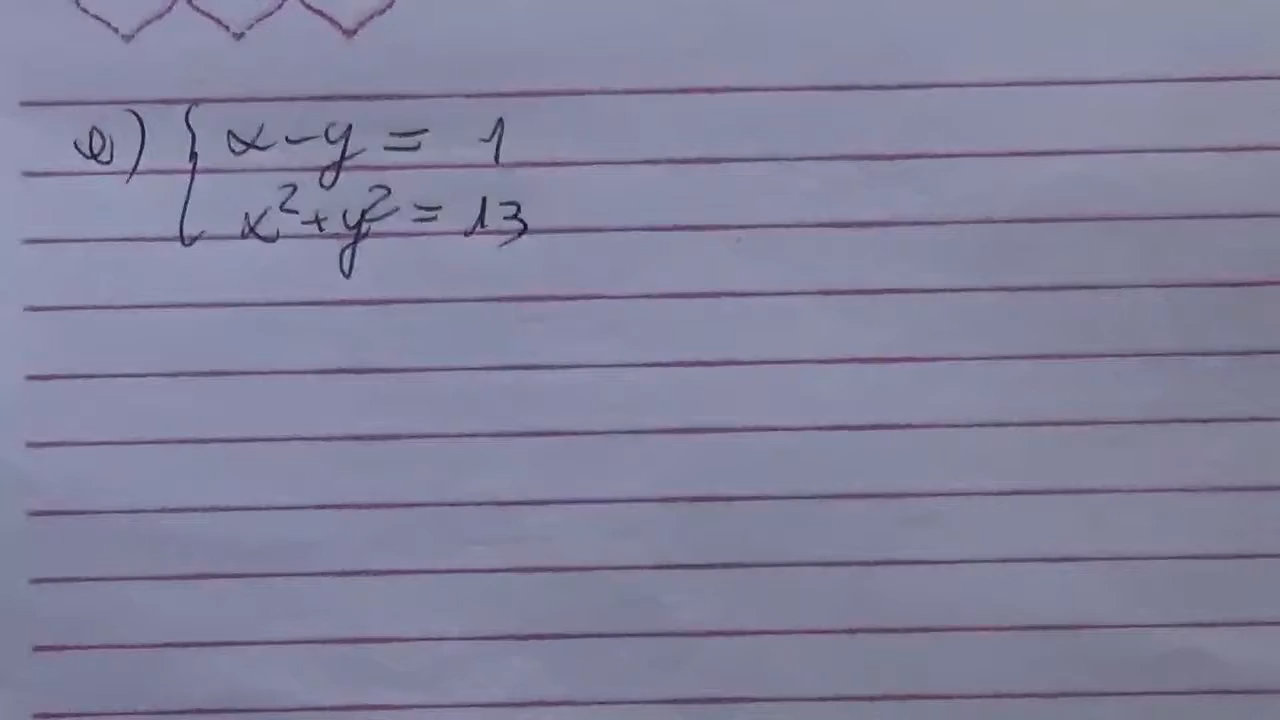 e) { x - y = 1
x² + y² = 13